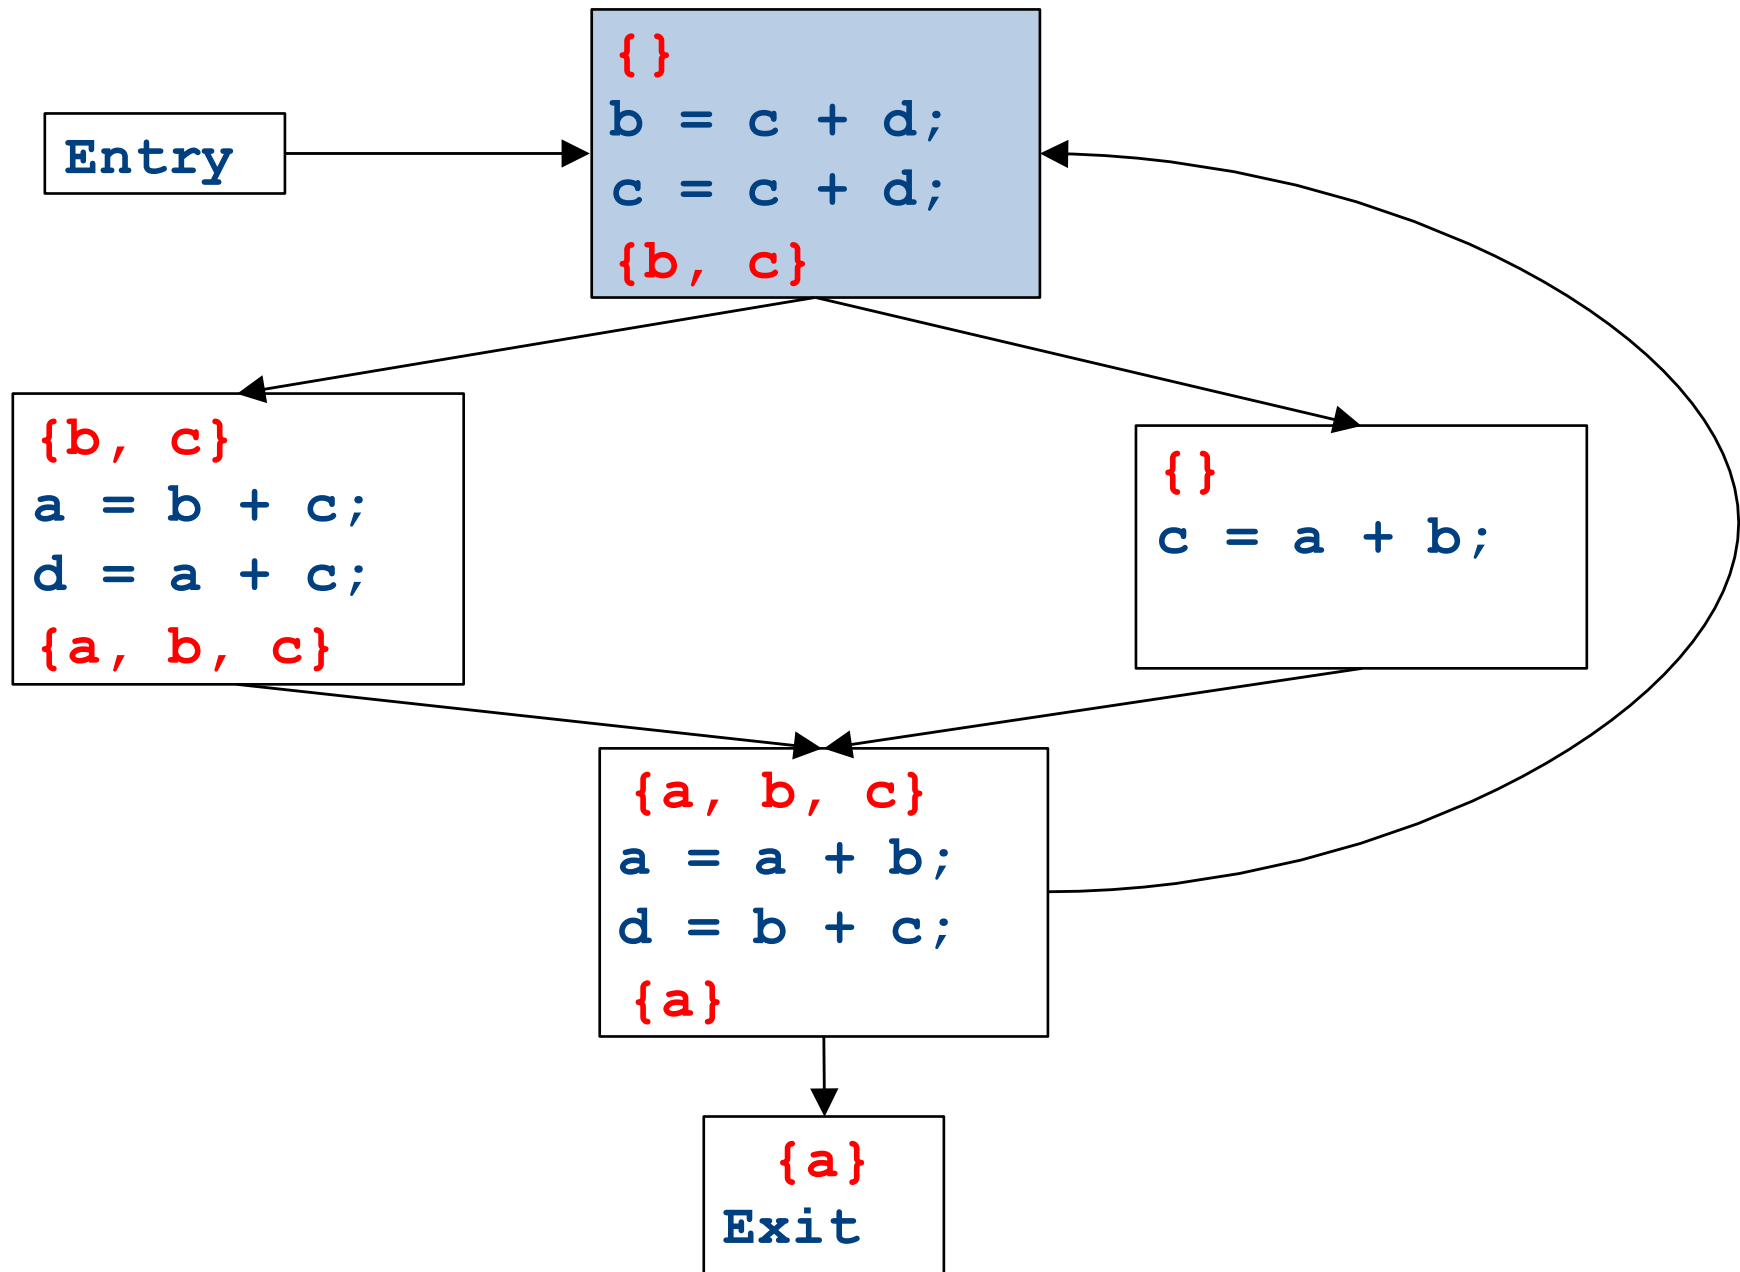 {}
b = c + d;
c = c + d;
{b, c}
Entry
{b, c}
a = b + c;
d = a + c;
{a, b, c}
{}
c = a + b;
{a, b, c}
a = a + b;
d = b + c;
{a}
{a}
Exit